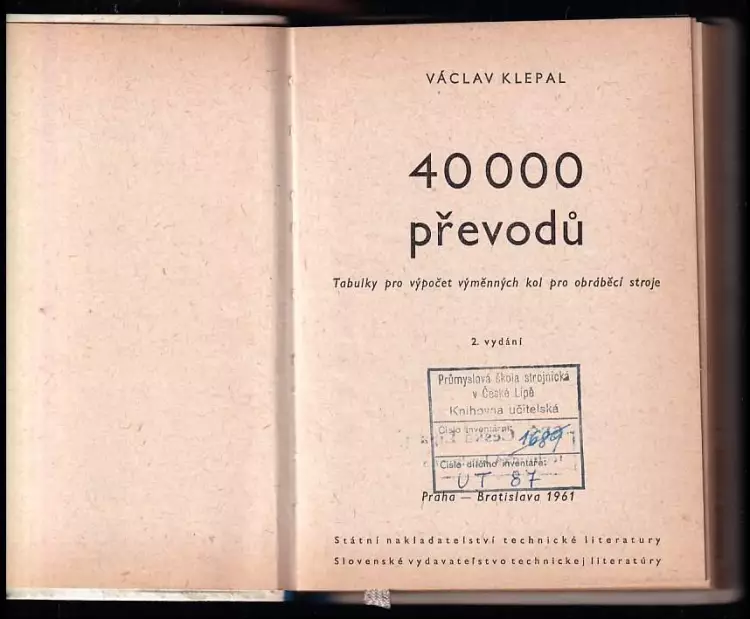 VÁCLAV KLEPAL
40 000
převodů
Tabulky pro výpočet výměnných kol pro obráběcí stroje
2. vydání
Průmyslová škola strojnická
v České Lípě
Knihovna učitelská
Číslo inventární: 1689
Číslo dílčího inventáře:
UT 87
Praha — Bratislava 1961
Státní nakladatelství technické literatury
Slovenské vydavateľstvo technickej literatúry